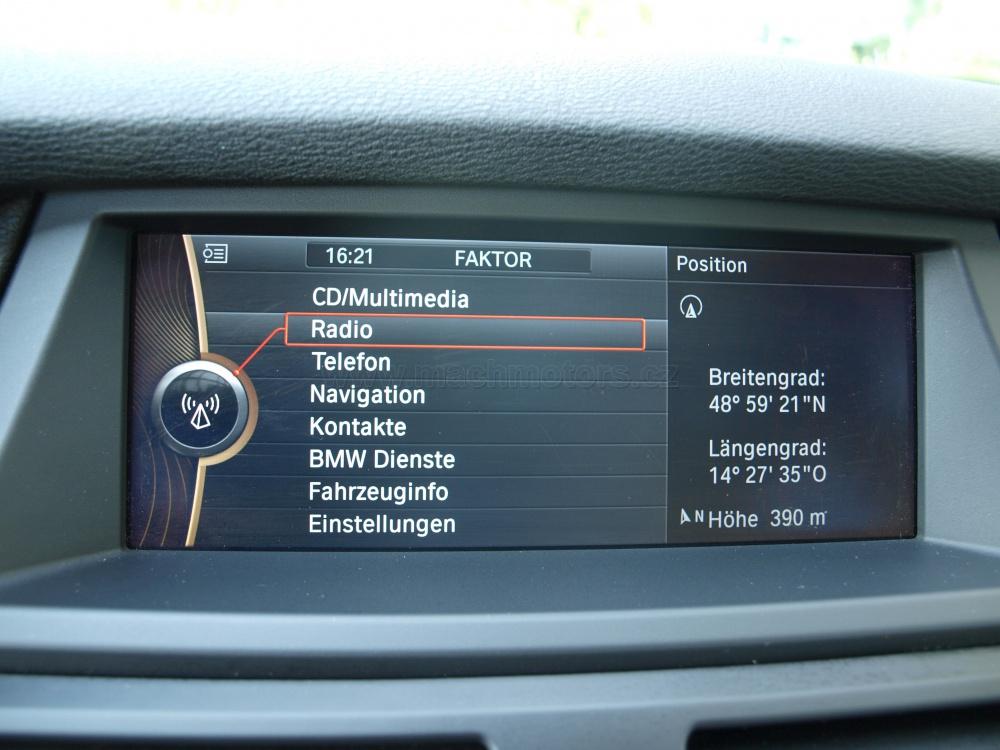 16:21 FAKTOR
CD/Multimedia
Radio
Telefon
Navigation
Kontakte
BMW Dienste
Fahrzeuginfo
Einstellungen
Position
Breitengrad:
48° 59' 21"N
Längengrad:
14° 27' 35"O
N Höhe 390 m
www.machmotors.cz